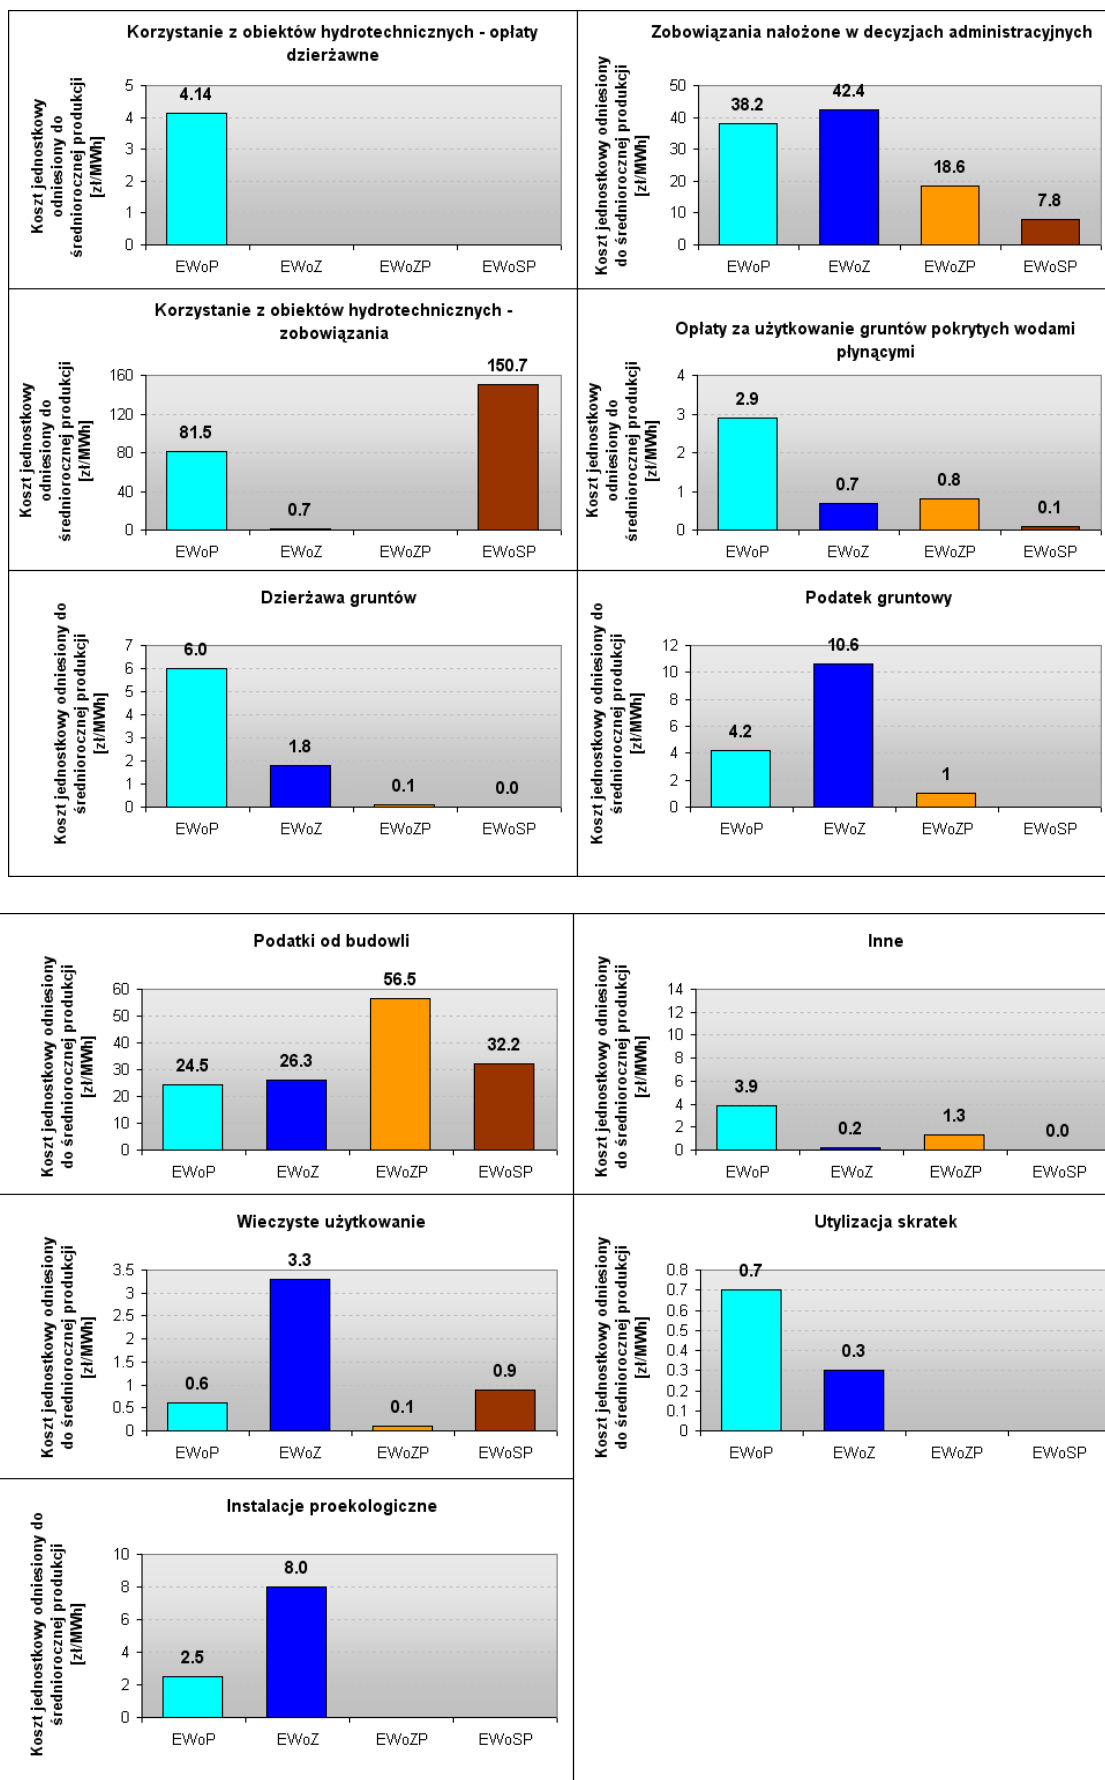 Korzystanie z obiektów hydrotechnicznych - opłaty
dzierżawne
Koszt jednostkowy
odniesiony do
średniorocznej produkcji
[zł/MWh]
5
4
3
2
1
0
4.14
EWoP
EWoZ
EWoZP
EWoSP
Zobowiązania nałożone w decyzjach administracyjnych
Koszt jednostkowy odniesiony
do średniorocznej produkcji
[zł/MWh]
50
40
30
20
10
0
38.2
42.4
18.6
7.8
EWoP
EWoZ
EWoZP
EWoSP
Korzystanie z obiektów hydrotechnicznych -
zobowiązania
Koszt jednostkowy
odniesiony do
średniorocznej produkcji
[zł/MWh]
160
120
80
40
0
81.5
0.7
150.7
EWoP
EWoZ
EWoZP
EWoSP
Opłaty za użytkowanie gruntów pokrytych wodami
płynącymi
Koszt jednostkowy
odniesiony do
średniorocznej produkcji
[zł/MWh]
4
3
2
1
0
2.9
0.7
0.8
0.1
EWoP
EWoZ
EWoZP
EWoSP
Dzierżawa gruntów
Koszt jednostkowy odniesiony do
średniorocznej produkcji
[zł/MWh]
7
6
5
4
3
2
1
0
6.0
1.8
0.1
0.0
EWoP
EWoZ
EWoZP
EWoSP
Podatek gruntowy
Koszt jednostkowy odniesiony do
średniorocznej produkcji
[zł/MWh]
12
10
8
6
4
2
0
4.2
10.6
1
EWoP
EWoZ
EWoZP
EWoSP
Podatki od budowli
Koszt jednostkowy odniesiony
do średniorocznej produkcji
[zł/MWh]
60
50
40
30
20
10
0
24.5
26.3
56.5
32.2
EWoP
EWoZ
EWoZP
EWoSP
Inne
Koszt jednostkowy odniesiony
do średniorocznej produkcji
[zł/MWh]
14
12
10
8
6
4
2
0
3.9
0.2
1.3
0.0
EWoP
EWoZ
EWoZP
EWoSP
Wieczyste użytkowanie
Koszt jednostkowy odniesiony
do średniorocznej produkcji
[zł/MWh]
3.5
3
2.5
2
1.5
1
0.5
0
0.6
3.3
0.1
0.9
EWoP
EWoZ
EWoZP
EWoSP
Utylizacja skratek
Koszt jednostkowy odniesiony
do średniorocznej produkcji
[zł/MWh]
0.8
0.7
0.6
0.5
0.4
0.3
0.2
0.1
0
0.7
0.3
EWoP
EWoZ
EWoZP
EWoSP
Instalacje proekologiczne
Koszt jednostkowy odniesiony do
średniorocznej produkcji
[zł/MWh]
10
8
6
4
2
0
2.5
8.0
EWoP
EWoZ
EWoZP
EWoSP